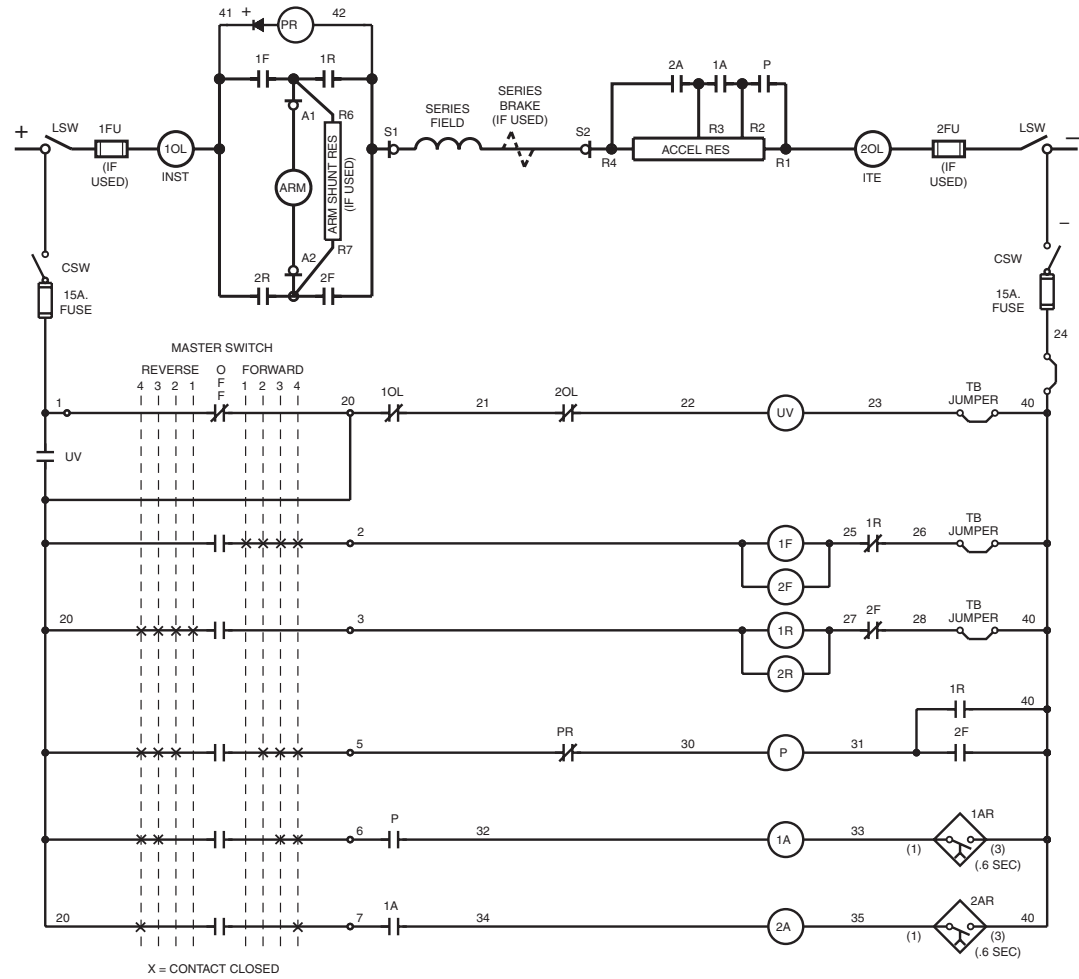 41 + PR 42
1F 1R
A1 R6
ARM
ARM SHUNT RES
(IF USED)
A2 R7
2R 2F
+ LSW 1FU
(IF
USED)
1OL
INST
S1
SERIES
FIELD
SERIES
BRAKE
(IF USED)
S2
2A 1A P
R3 R2
R4 ACCEL RES R1
2OL
ITE
2FU
(IF
USED)
LSW –
CSW
15A.
FUSE
–
CSW
15A.
FUSE
24
MASTER SWITCH
REVERSE OFF FORWARD
4 3 2 1 1 2 3 4
1 20 1OL 21 2OL 22 UV 23 TB
JUMPER 40
UV
2 1F 25 1R 26 TB
JUMPER
2F
20 3 1R 27 2F 28 TB
JUMPER 40
2R
1R 40
5 PR 30 P 31 2F
6 P 32 1A 33 (1) 1AR (3)
(.6 SEC)
20 7 1A 34 2A 35 (1) 2AR (3) 40
(.6 SEC)
X = CONTACT CLOSED